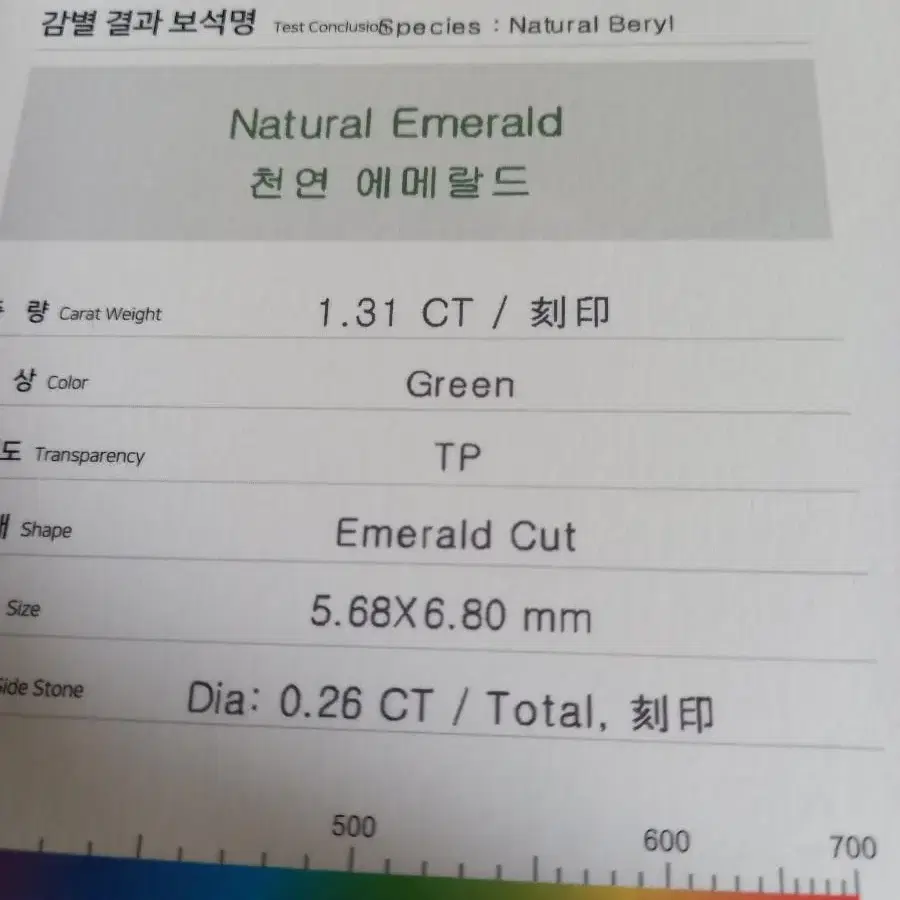 감별 결과 보석명 Test Conclusion Species : Natural Beryl
Natural Emerald
천연 에메랄드
량 Carat Weight 1.31 CT / 刻印
상 Color Green
도 Transparency TP
Shape Emerald Cut
Size 5.68X6.80 mm
Side Stone Dia: 0.26 CT / Total, 刻印
500 600 700